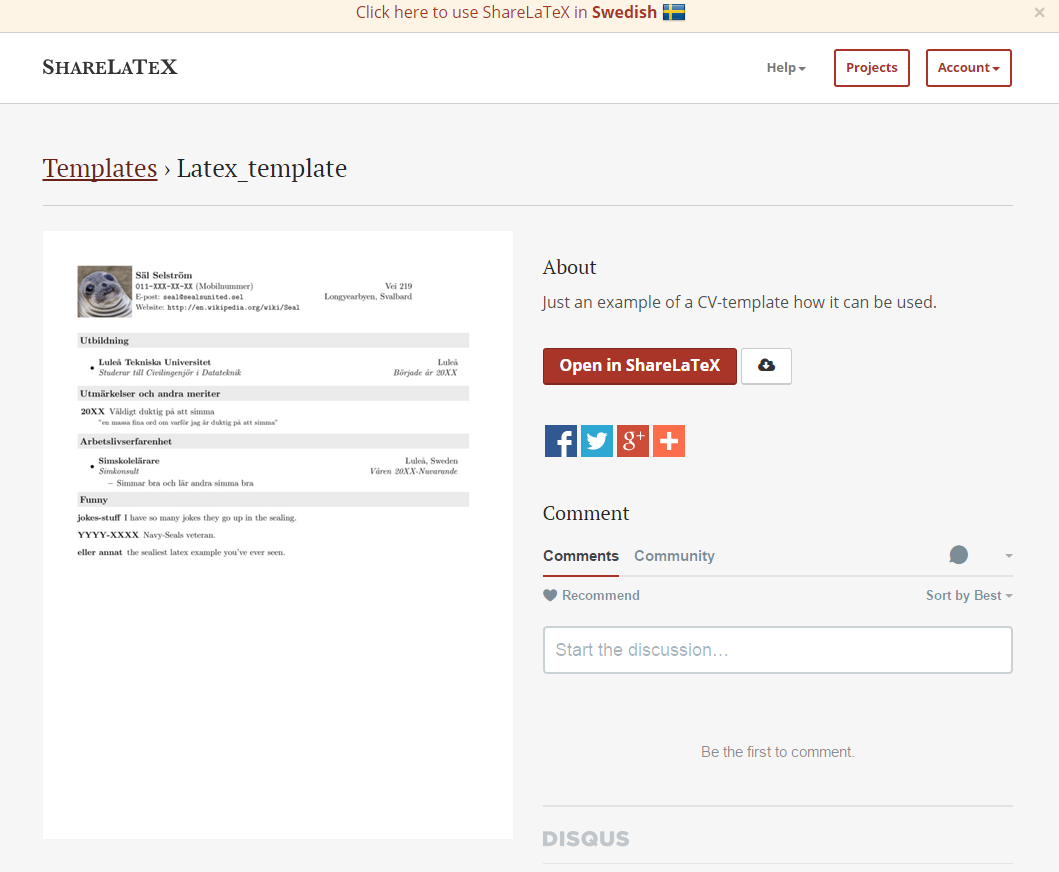 Click here to use ShareLaTeX in Swedish
×
SHARELATEX
Help
Projects
Account
Templates › Latex_template
Säl Selström
011-XXX-XX-XX (Mobilnummer)
E-post: seal@sealsunited.sel
Website: http://en.wikipedia.org/wiki/Seal
Vei 219
Longyearbyen, Svalbard
Utbildning
• Luleå Tekniska Universitet
Luleå
Studerar till Civilingenjör i Datateknik
Började år 20XX
Utmärkelser och andra meriter
20XX Väldigt duktig på att simma
"en massa fina ord om varför jag är duktig på att simma"
Arbetslivserfarenhet
• Simskolelärare
Luleå, Sweden
Simkonsult
Våren 20XX-Nuvarande
– Simmar bra och lär andra simma bra
Funny
jokes-stuff I have so many jokes they go up in the sealing.
YYYY-XXXX Navy-Seals veteran.
eller annat the sealiest latex example you've ever seen.
About
Just an example of a CV-template how it can be used.
Open in ShareLaTeX
f
g+
Comment
Comments
Community
Recommend
Sort by Best
Start the discussion…
Be the first to comment.
DISQUS